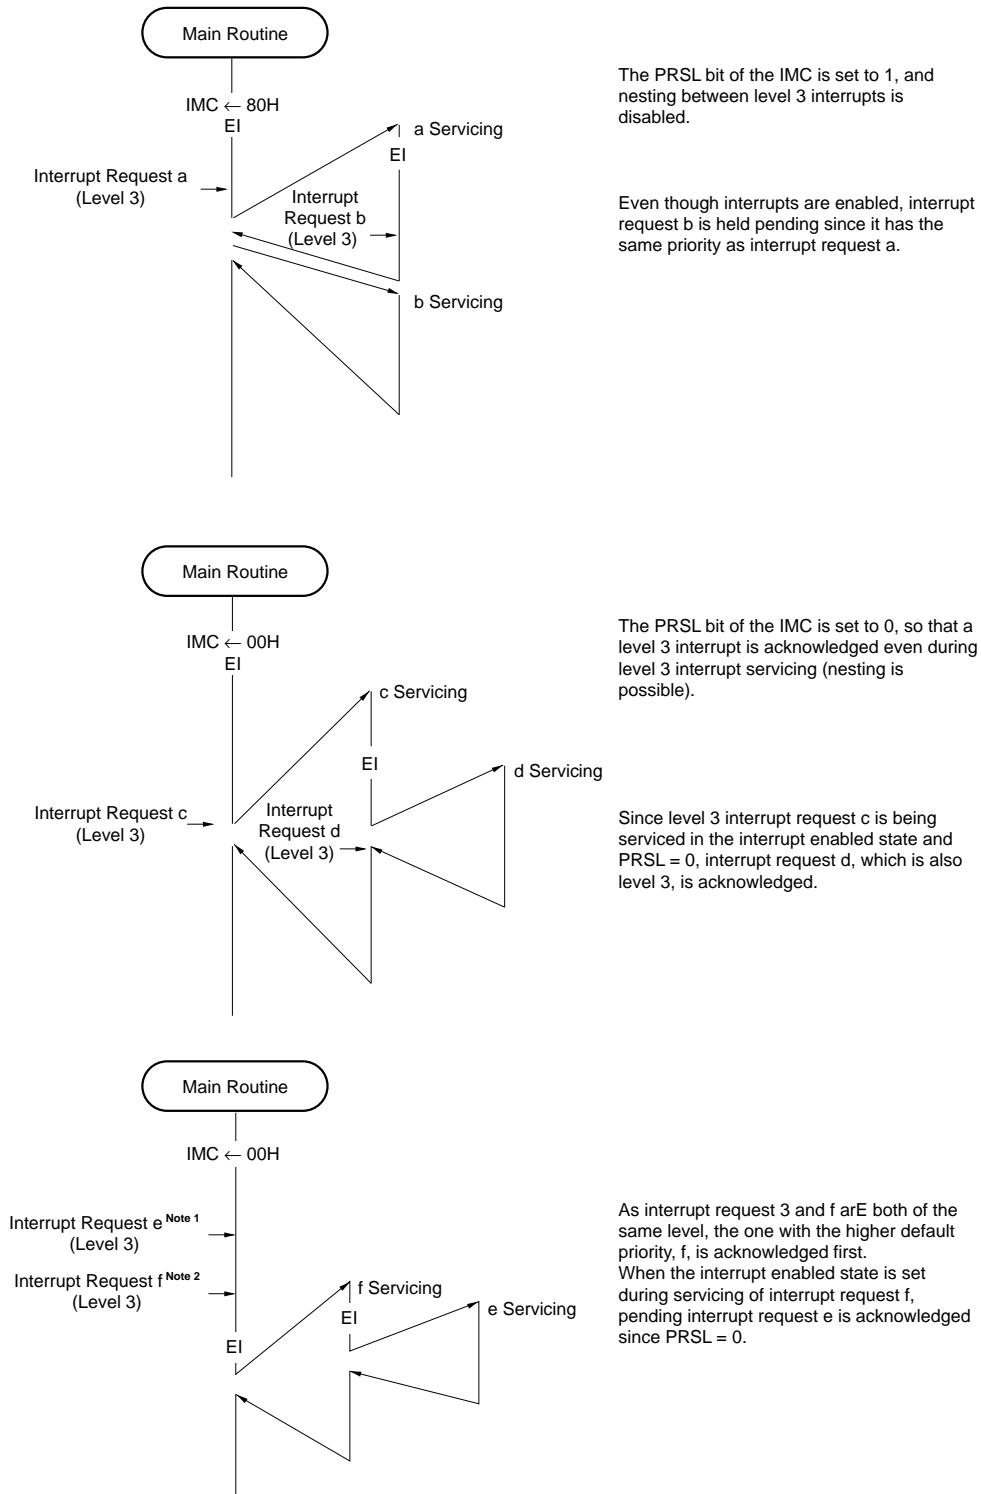 Main Routine
IMC ← 80H
EI
Interrupt Request a
(Level 3)
a Servicing
EI
Interrupt
Request b
(Level 3)
b Servicing
The PRSL bit of the IMC is set to 1, and
nesting between level 3 interrupts is
disabled.
Even though interrupts are enabled, interrupt
request b is held pending since it has the
same priority as interrupt request a.
Main Routine
IMC ← 00H
EI
Interrupt Request c
(Level 3)
c Servicing
EI
Interrupt
Request d
(Level 3)
d Servicing
The PRSL bit of the IMC is set to 0, so that a
level 3 interrupt is acknowledged even during
level 3 interrupt servicing (nesting is
possible).
Since level 3 interrupt request c is being
serviced in the interrupt enabled state and
PRSL = 0, interrupt request d, which is also
level 3, is acknowledged.
Main Routine
IMC ← 00H
Interrupt Request e Note 1
(Level 3)
Interrupt Request f Note 2
(Level 3)
EI
f Servicing
EI
e Servicing
As interrupt request 3 and f arE both of the
same level, the one with the higher default
priority, f, is acknowledged first.
When the interrupt enabled state is set
during servicing of interrupt request f,
pending interrupt request e is acknowledged
since PRSL = 0.